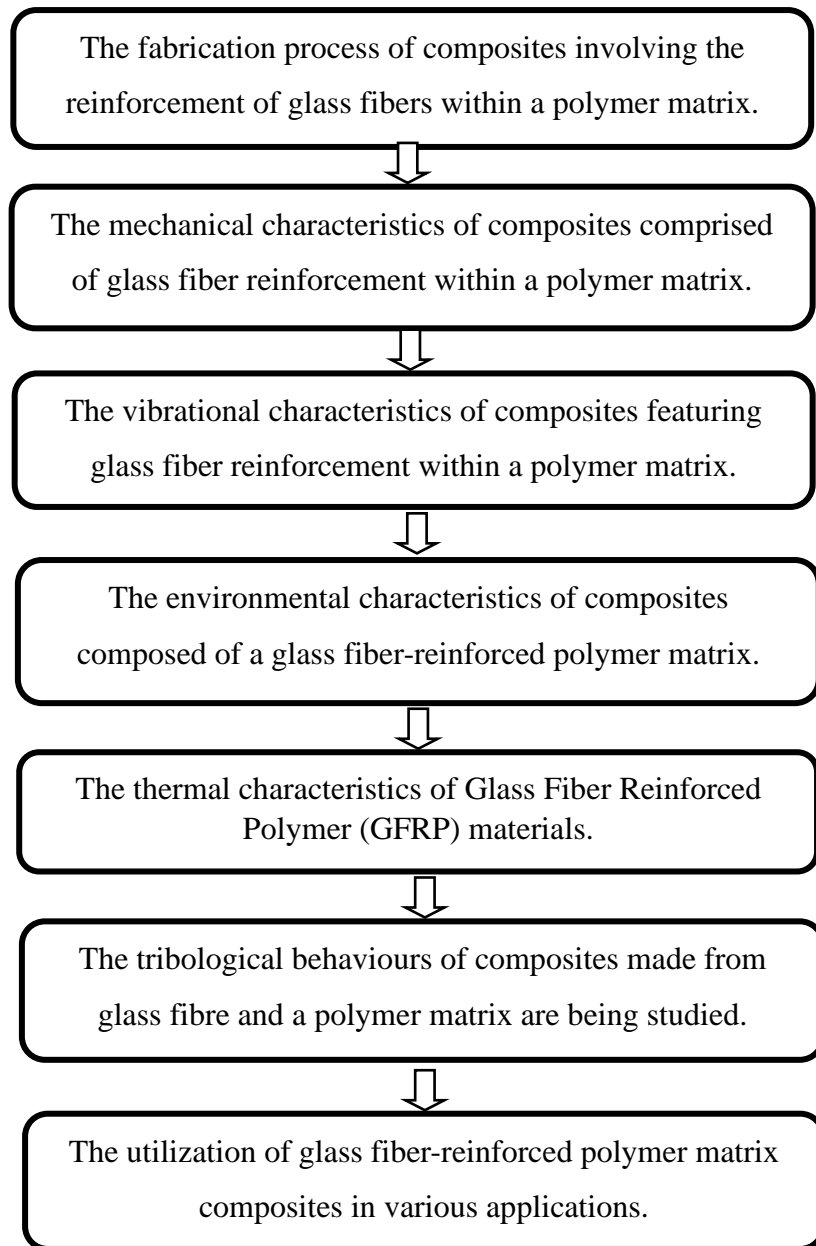 The fabrication process of composites involving the
reinforcement of glass fibers within a polymer matrix.
The mechanical characteristics of composites comprised
of glass fiber reinforcement within a polymer matrix.
The vibrational characteristics of composites featuring
glass fiber reinforcement within a polymer matrix.
The environmental characteristics of composites
composed of a glass fiber-reinforced polymer matrix.
The thermal characteristics of Glass Fiber Reinforced
Polymer (GFRP) materials.
The tribological behaviours of composites made from
glass fibre and a polymer matrix are being studied.
The utilization of glass fiber-reinforced polymer matrix
composites in various applications.